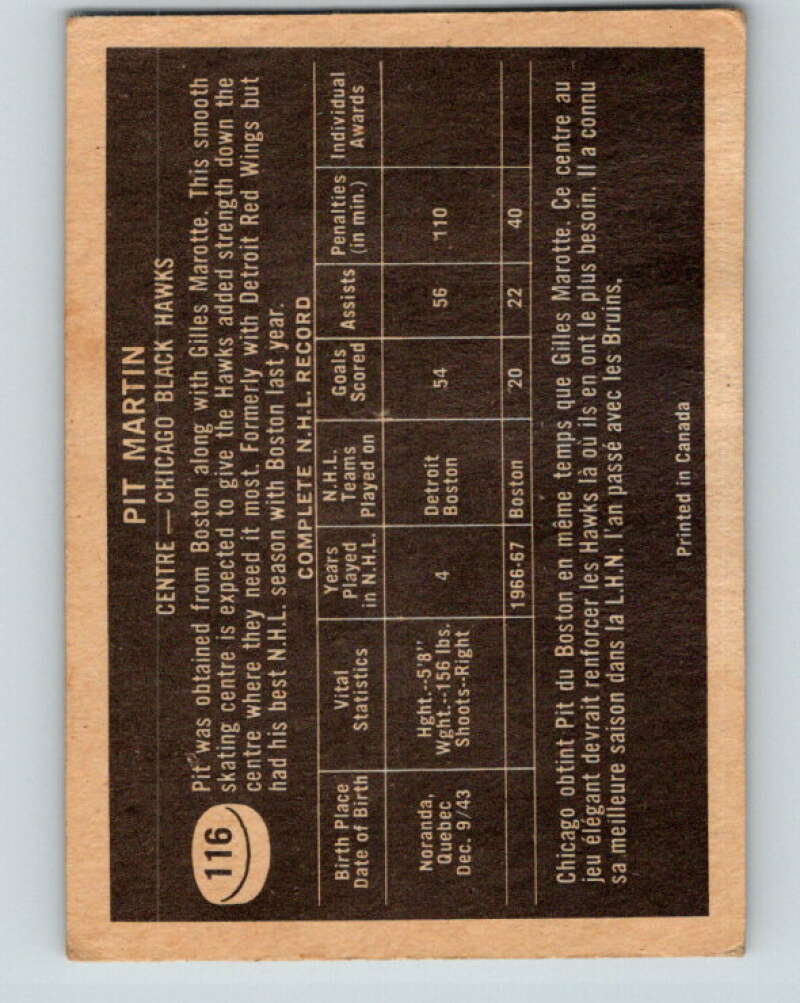 PIT MARTIN
CENTRE — CHICAGO BLACK HAWKS
116
Pit was obtained from Boston along with Gilles Marotte. This smooth
skating centre is expected to give the Hawks added strength down the
centre where they need it most. Formerly with Detroit Red Wings but
had his best N.H.L. season with Boston last year.
COMPLETE N.H.L. RECORD
Birth Place
Date of Birth
Vital
Statistics
Years
Played
in N.H.L.
N.H.L.
Teams
Played on
Goals
Scored
Assists
Penalties
(in min.)
Individual
Awards
Noranda,
Quebec
Dec. 9/43
Hght.--5'8"
Wght.--156 lbs.
Shoots--Right
4
Detroit
Boston
54
56
110
1966-67
Boston
20
22
40
Chicago obtint Pit du Boston en même temps que Gilles Marotte. Ce centre au
jeu élégant devrait renforcer les Hawks là où ils en ont le plus besoin. Il a connu
sa meilleure saison dans la L.H.N. l'an passé avec les Bruins.
Printed in Canada